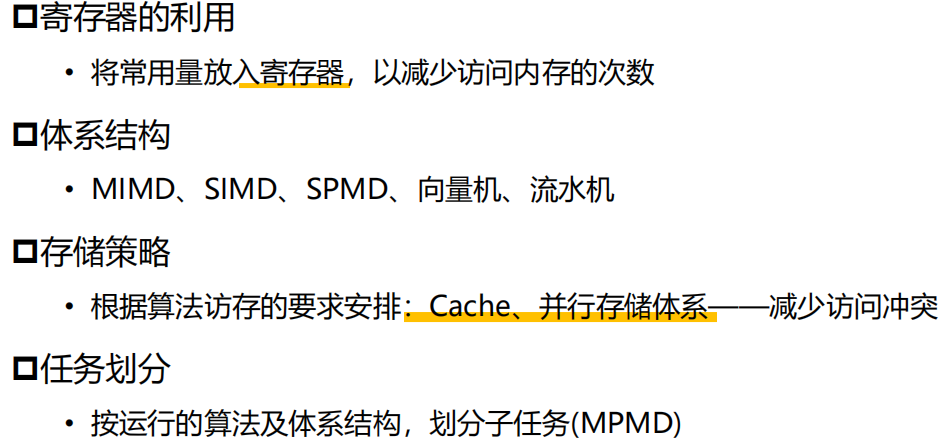 寄存器的利用
• 将常用量放入寄存器，以减少访问内存的次数
体系结构
• MIMD、SIMD、SPMD、向量机、流水机
存储策略
• 根据算法访存的要求安排：Cache、并行存储体系——减少访问冲突
任务划分
• 按运行的算法及体系结构，划分子任务(MPMD)